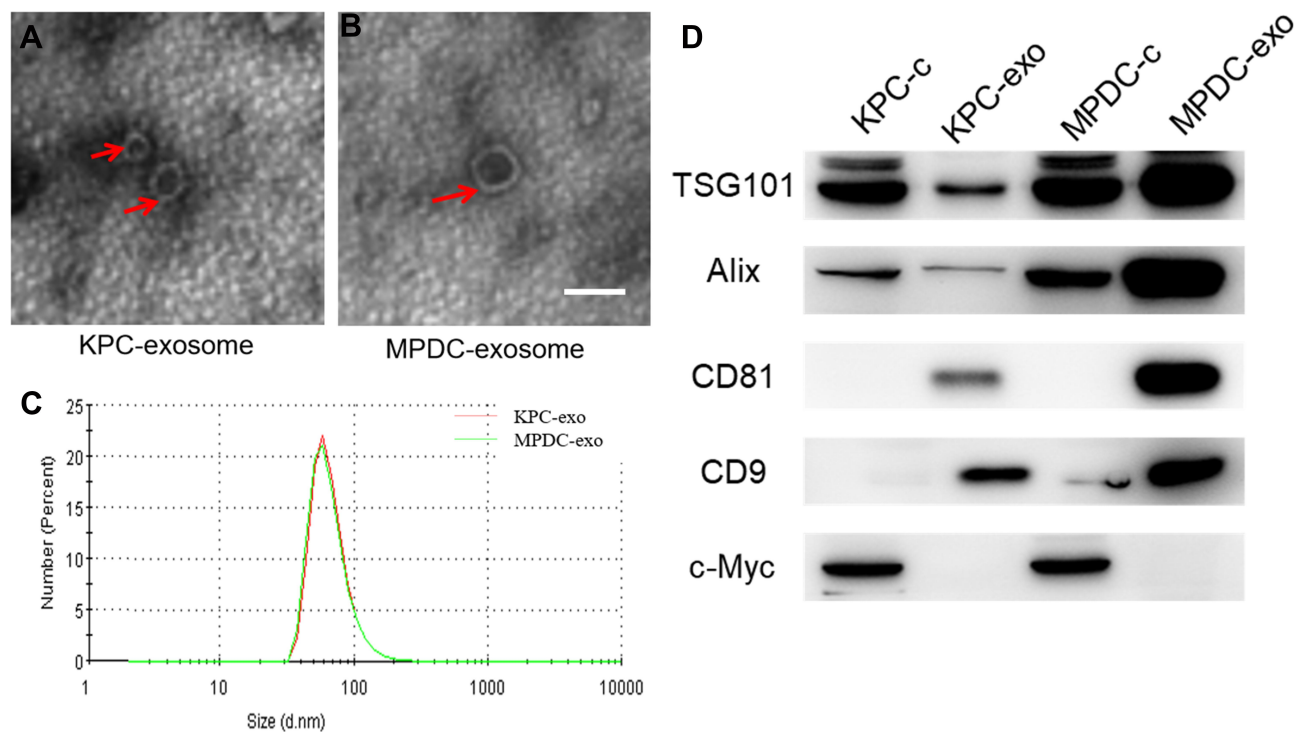 A
B
KPC-exosome
MPDC-exosome
C
25
20
15
10
5
0
Number (Percent)
1
10
100
1000
10000
Size (d.nm)
KPC-exo
MPDC-exo
D
KPC-c
KPC-exo
MPDC-c
MPDC-exo
TSG101
Alix
CD81
CD9
c-Myc